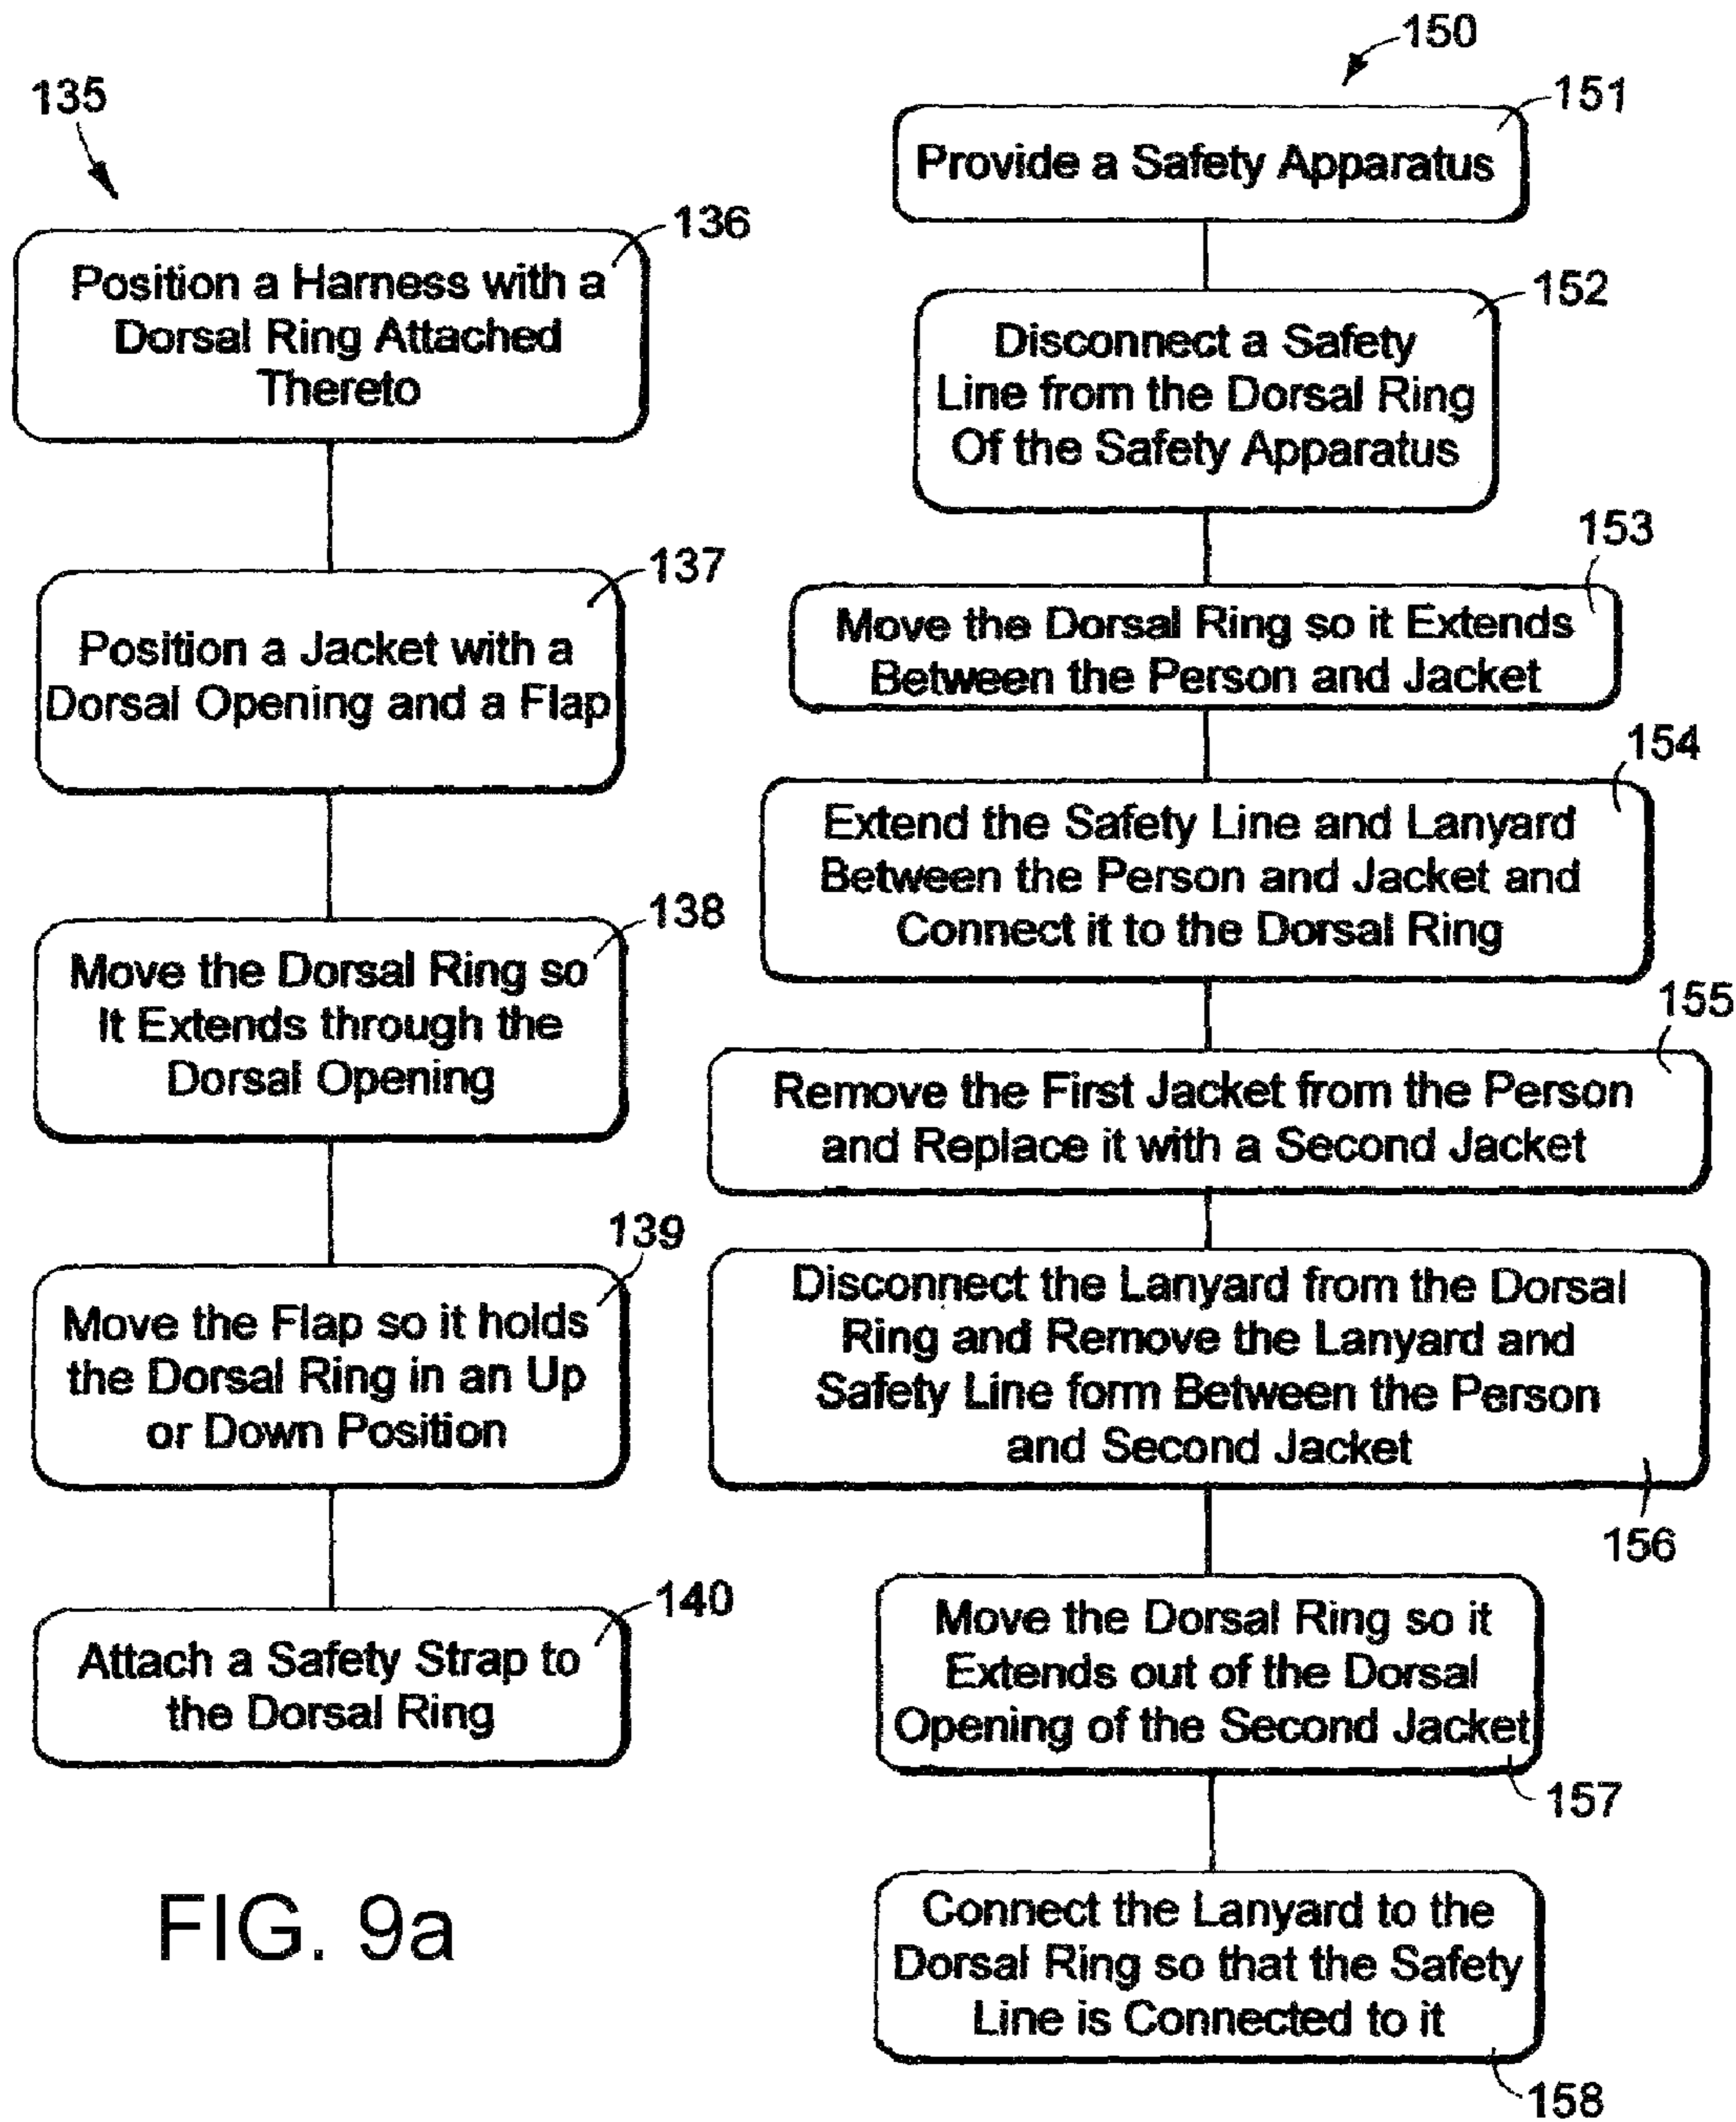 135
136
Position a Harness with a
Dorsal Ring Attached
Thereto
137
Position a Jacket with a
Dorsal Opening and a Flap
138
Move the Dorsal Ring so
It Extends through the
Dorsal Opening
139
Move the Flap so it holds
the Dorsal Ring in an Up
or Down Position
140
Attach a Safety Strap to
the Dorsal Ring
FIG. 9a
150
151
Provide a Safety Apparatus
152
Disconnect a Safety
Line from the Dorsal Ring
Of the Safety Apparatus
153
Move the Dorsal Ring so it Extends
Between the Person and Jacket
154
Extend the Safety Line and Lanyard
Between the Person and Jacket and
Connect it to the Dorsal Ring
155
Remove the First Jacket from the Person
and Replace it with a Second Jacket
Disconnect the Lanyard from the Dorsal
Ring and Remove the Lanyard and
Safety Line form Between the Person
and Second Jacket
156
Move the Dorsal Ring so it
Extends out of the Dorsal
Opening of the Second Jacket
157
Connect the Lanyard to the
Dorsal Ring so that the Safety
Line is Connected to it
158